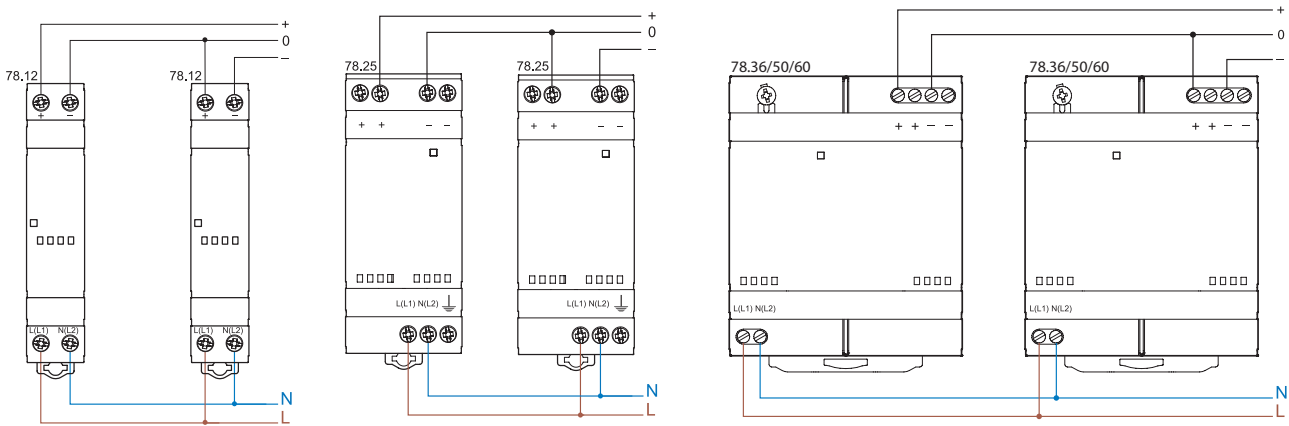 +
0
–
78.12
78.12
+ –
+ –
L(L1) N(L2)
L(L1) N(L2)
N
L
+
0
–
78.25
78.25
+ + – –
+ + – –
L(L1) N(L2)
L(L1) N(L2)
N
L
+
0
–
78.36/50/60
78.36/50/60
+ + – –
+ + – –
L(L1) N(L2)
L(L1) N(L2)
N
L